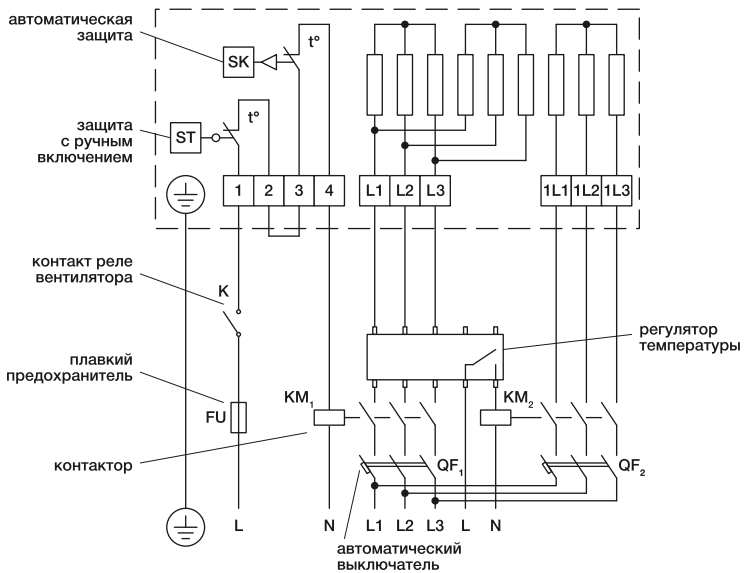 автоматическая
защита
SK
t°
защита
с ручным
включением
ST
t°
1 2 3 4 L1 L2 L3 1L1 1L2 1L3
контакт реле
вентилятора
K
регулятор
температуры
плавкий
предохранитель
FU
KM1
KM2
контактор
QF1
QF2
L N L1 L2 L3 L N
автоматический
выключатель